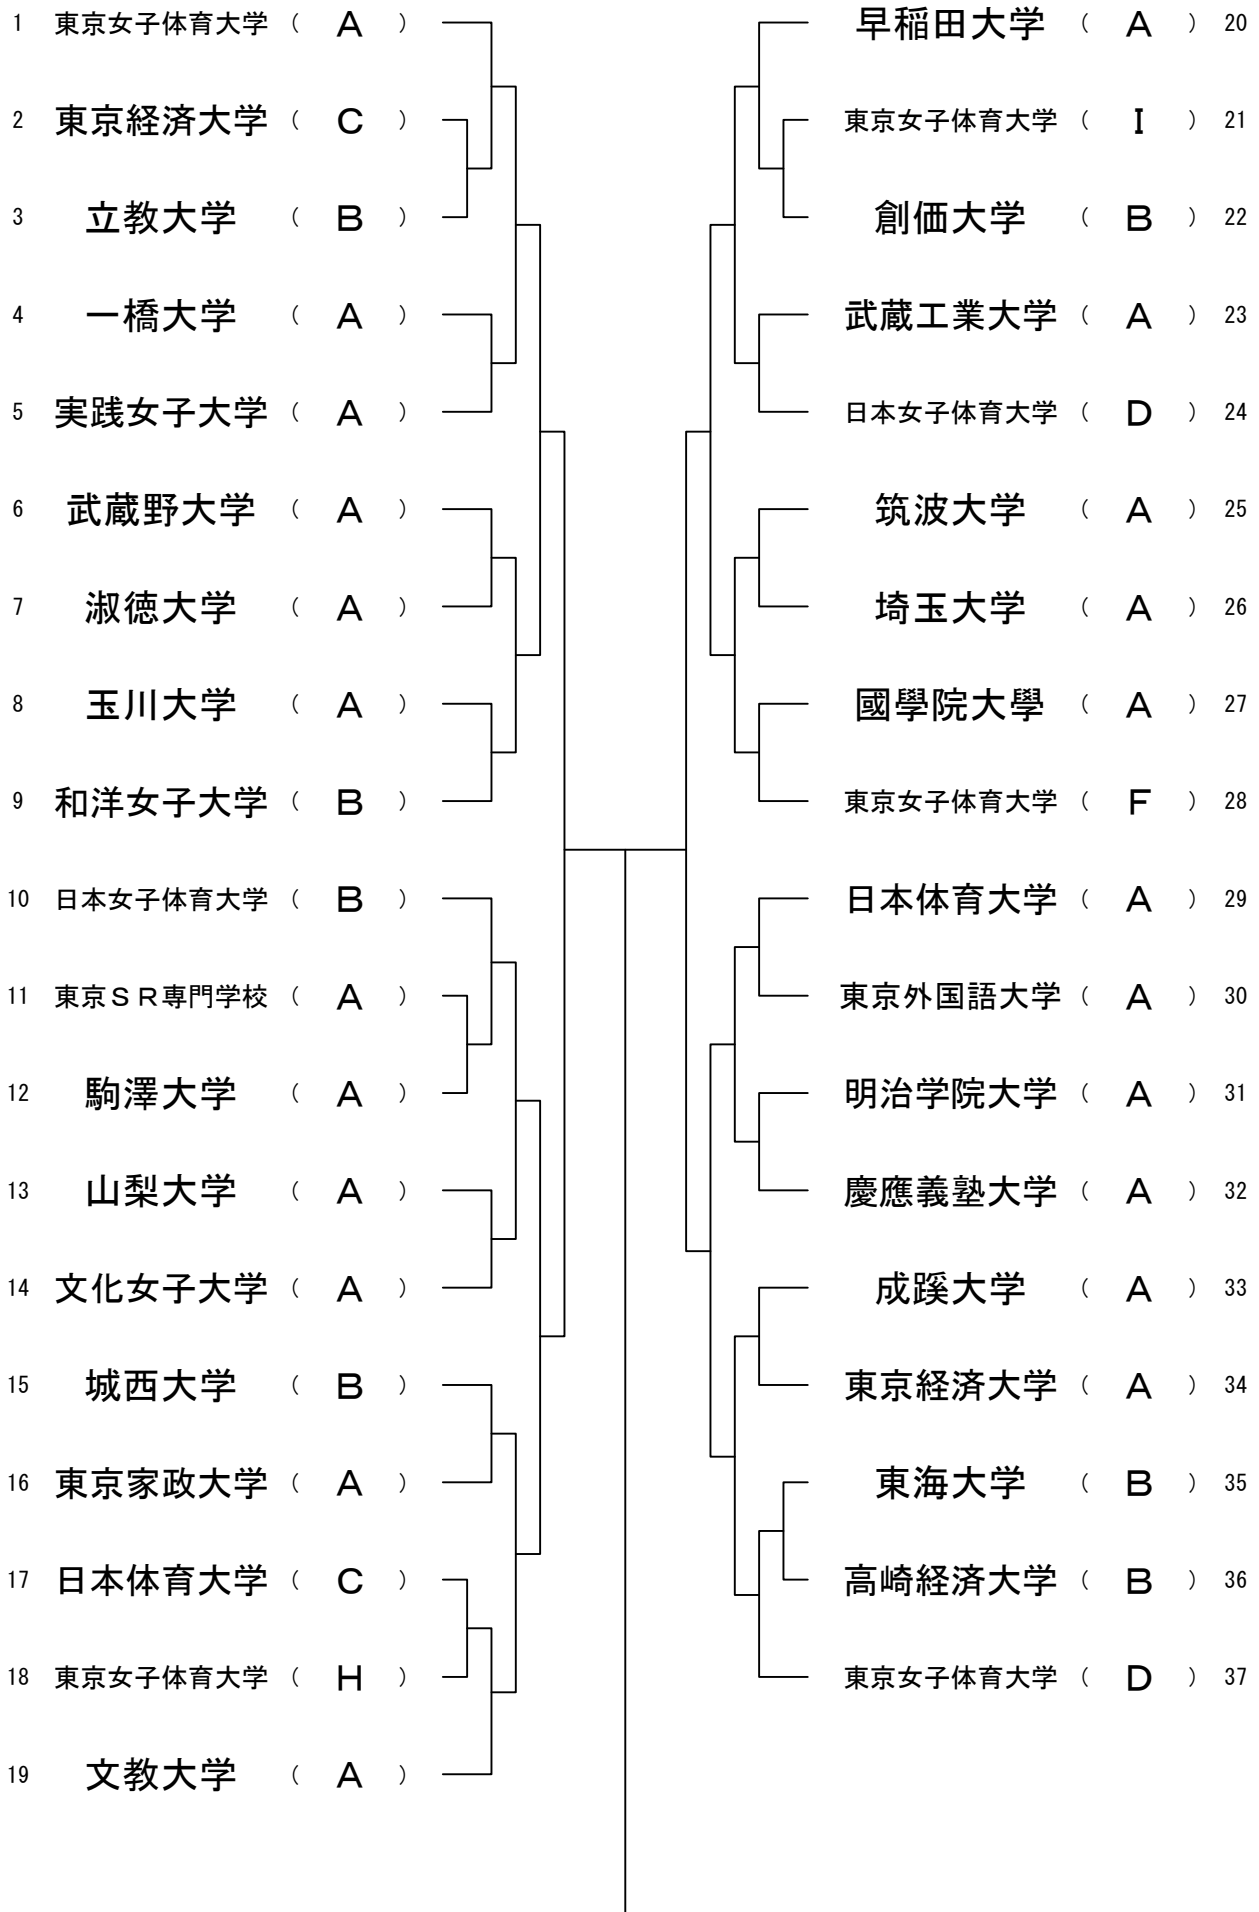 1 東京女子体育大学 ( A )
2 東京経済大学 ( C )
3 立教大学 ( B )
4 一橋大学 ( A )
5 実践女子大学 ( A )
6 武蔵野大学 ( A )
7 淑徳大学 ( A )
8 玉川大学 ( A )
9 和洋女子大学 ( B )
10 日本女子体育大学 ( B )
11 東京SR専門学校 ( A )
12 駒澤大学 ( A )
13 山梨大学 ( A )
14 文化女子大学 ( A )
15 城西大学 ( B )
16 東京家政大学 ( A )
17 日本体育大学 ( C )
18 東京女子体育大学 ( H )
19 文教大学 ( A )
早稲田大学 ( A ) 20
東京女子体育大学 ( I ) 21
創価大学 ( B ) 22
武蔵工業大学 ( A ) 23
日本女子体育大学 ( D ) 24
筑波大学 ( A ) 25
埼玉大学 ( A ) 26
國學院大學 ( A ) 27
東京女子体育大学 ( F ) 28
日本体育大学 ( A ) 29
東京外国語大学 ( A ) 30
明治学院大学 ( A ) 31
慶應義塾大学 ( A ) 32
成蹊大学 ( A ) 33
東京経済大学 ( A ) 34
東海大学 ( B ) 35
高崎経済大学 ( B ) 36
東京女子体育大学 ( D ) 37